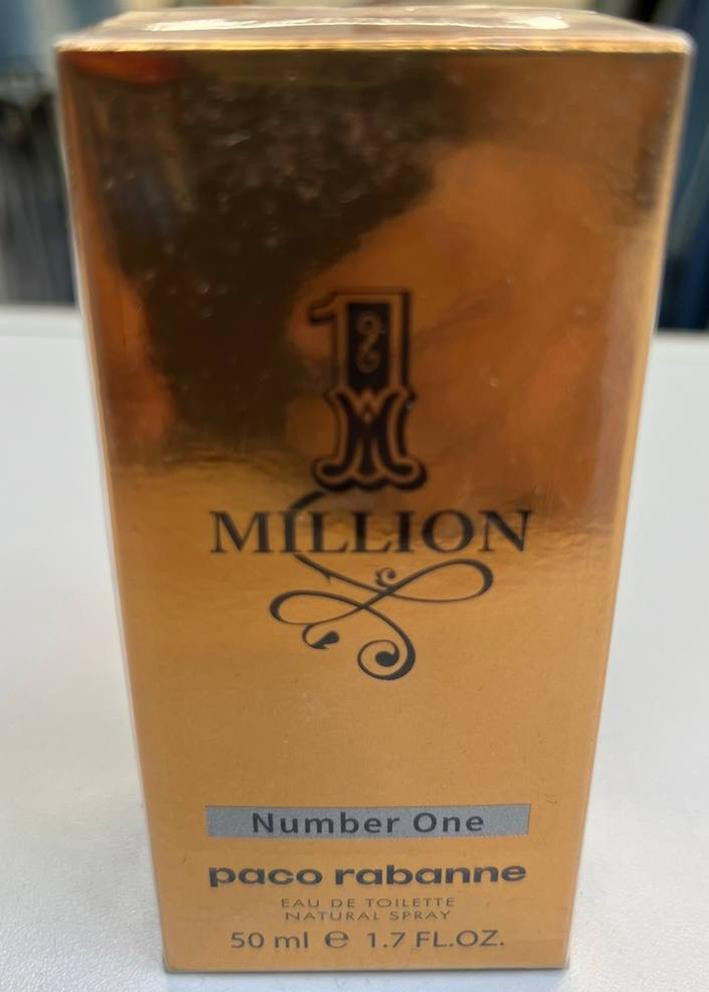 1
MILLION
Number One
paco rabanne
EAU DE TOILETTE
NATURAL SPRAY
50 ml ℮ 1.7 FL.OZ.